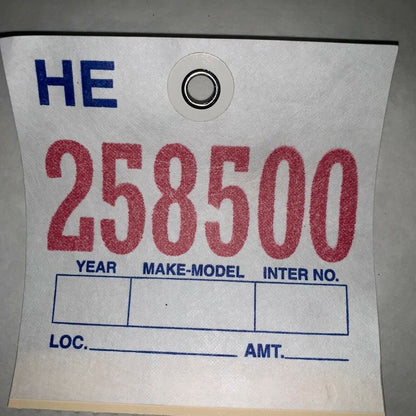 HE
258500
YEAR MAKE-MODEL INTER NO.
LOC. AMT.